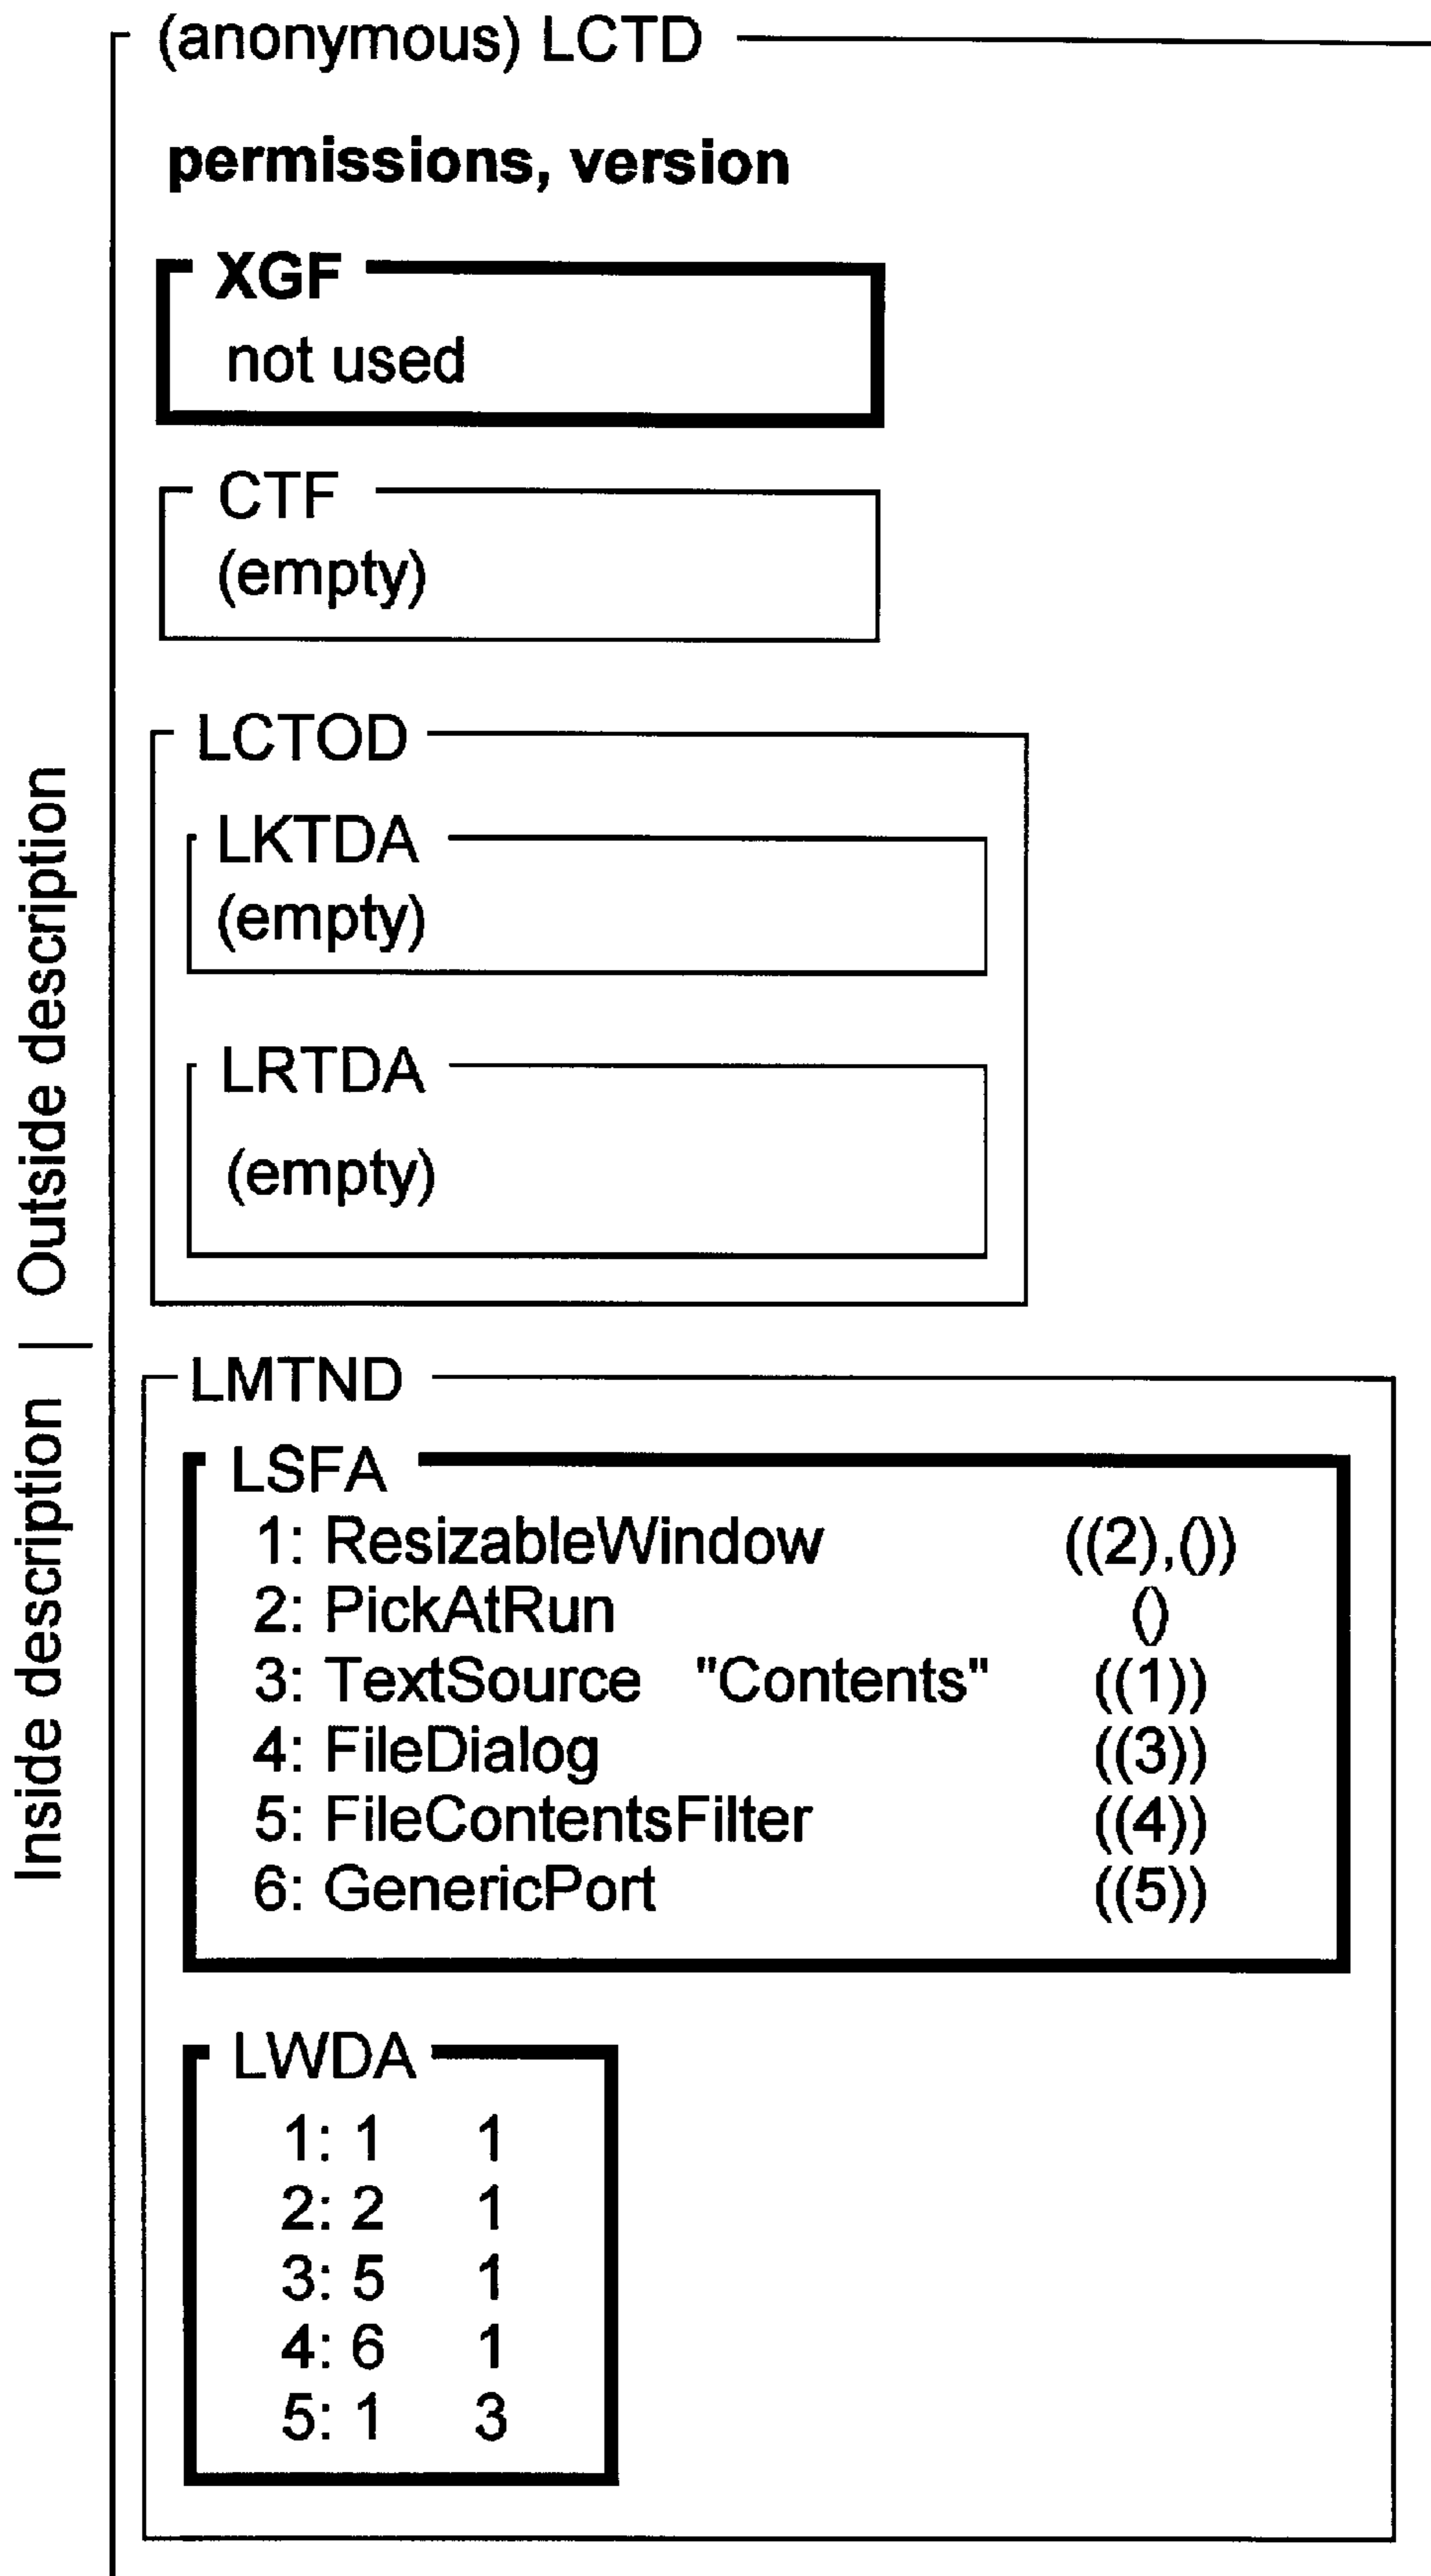 (anonymous) LCTD
permissions, version
XGF
not used
CTF
(empty)
LCTOD
LKTDA
(empty)
LRTDA
(empty)
Outside description
LMTND
LSFA
1: ResizableWindow ((2),())
2: PickAtRun ()
3: TextSource "Contents" ((1))
4: FileDialog ((3))
5: FileContentsFilter ((4))
6: GenericPort ((5))
LWDA
1: 1 1
2: 2 1
3: 5 1
4: 6 1
5: 1 3
Inside description